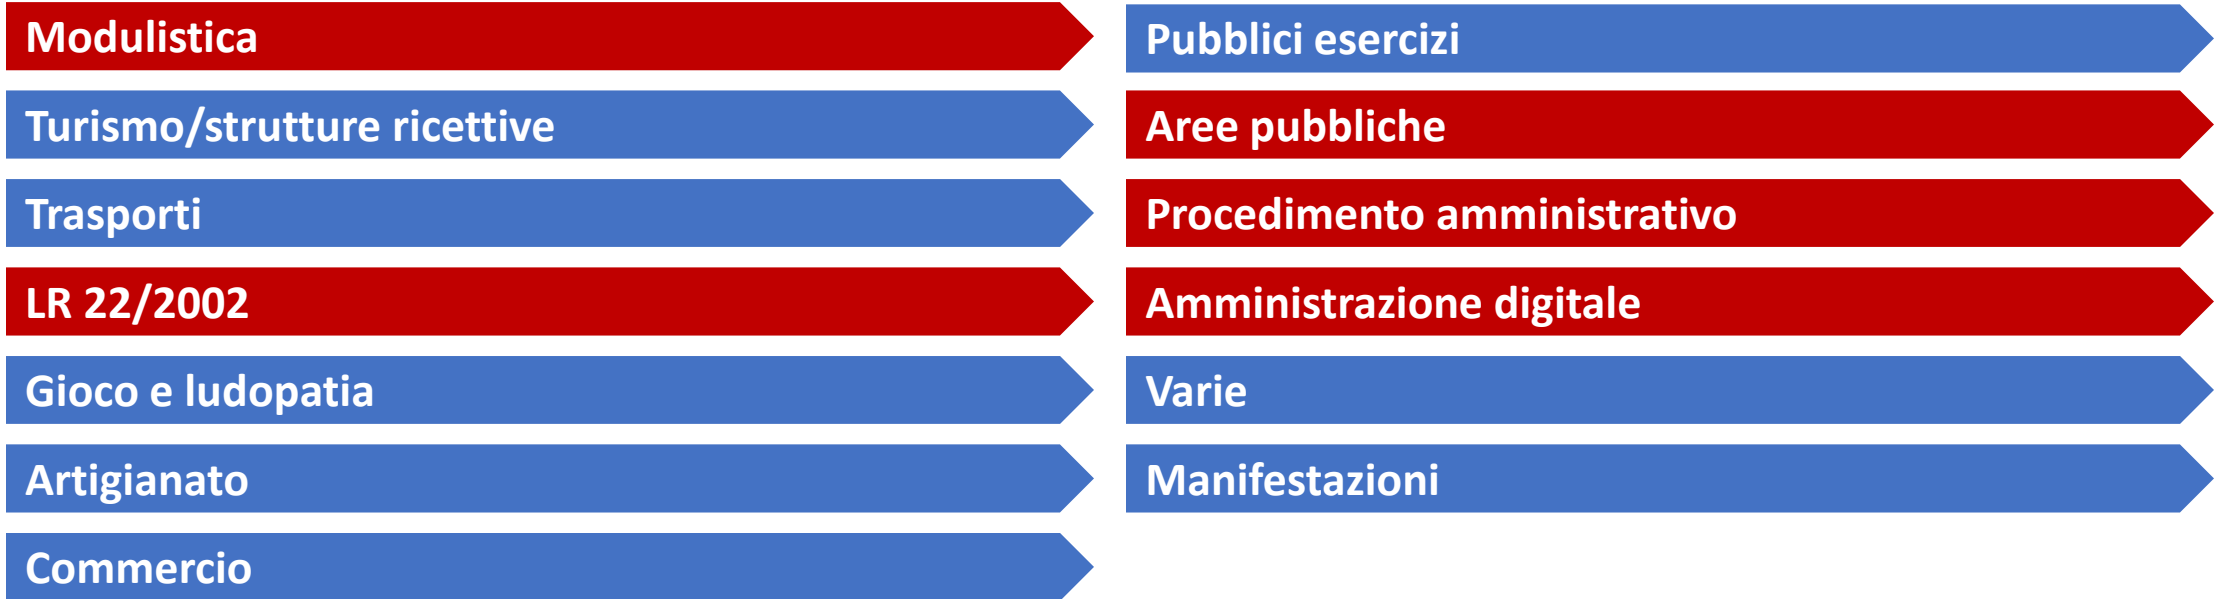 Modulistica
Turismo/strutture ricettive
Trasporti
LR 22/2002
Gioco e ludopatia
Artigianato
Commercio
Pubblici esercizi
Aree pubbliche
Procedimento amministrativo
Amministrazione digitale
Varie
Manifestazioni